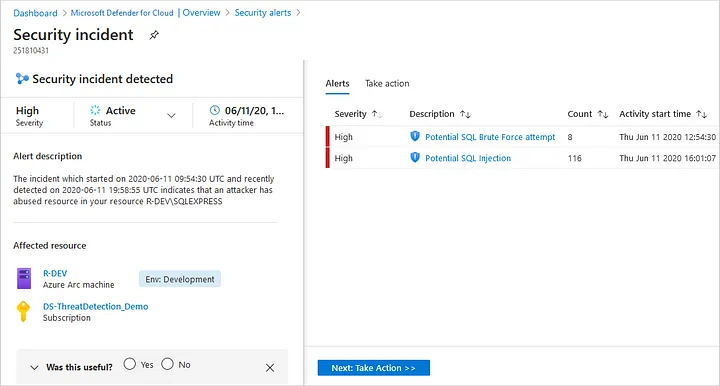 Dashboard > Microsoft Defender for Cloud | Overview > Security alerts >
Security incident
251810431
Security incident detected
High
Severity
Active
Status
06/11/20, 1...
Activity time
Alert description
The incident which started on 2020-06-11 09:54:30 UTC and recently
detected on 2020-06-11 19:58:55 UTC indicates that an attacker has
abused resource in your resource R-DEV\SQLEXPRESS
Affected resource
R-DEV
Azure Arc machine
Env: Development
DS-ThreatDetection_Demo
Subscription
Was this useful? Yes No
Alerts Take action
Severity Description Count Activity start time
High Potential SQL Brute Force attempt 8 Thu Jun 11 2020 12:54:30
High Potential SQL Injection 116 Thu Jun 11 2020 16:01:07
Next: Take Action >>